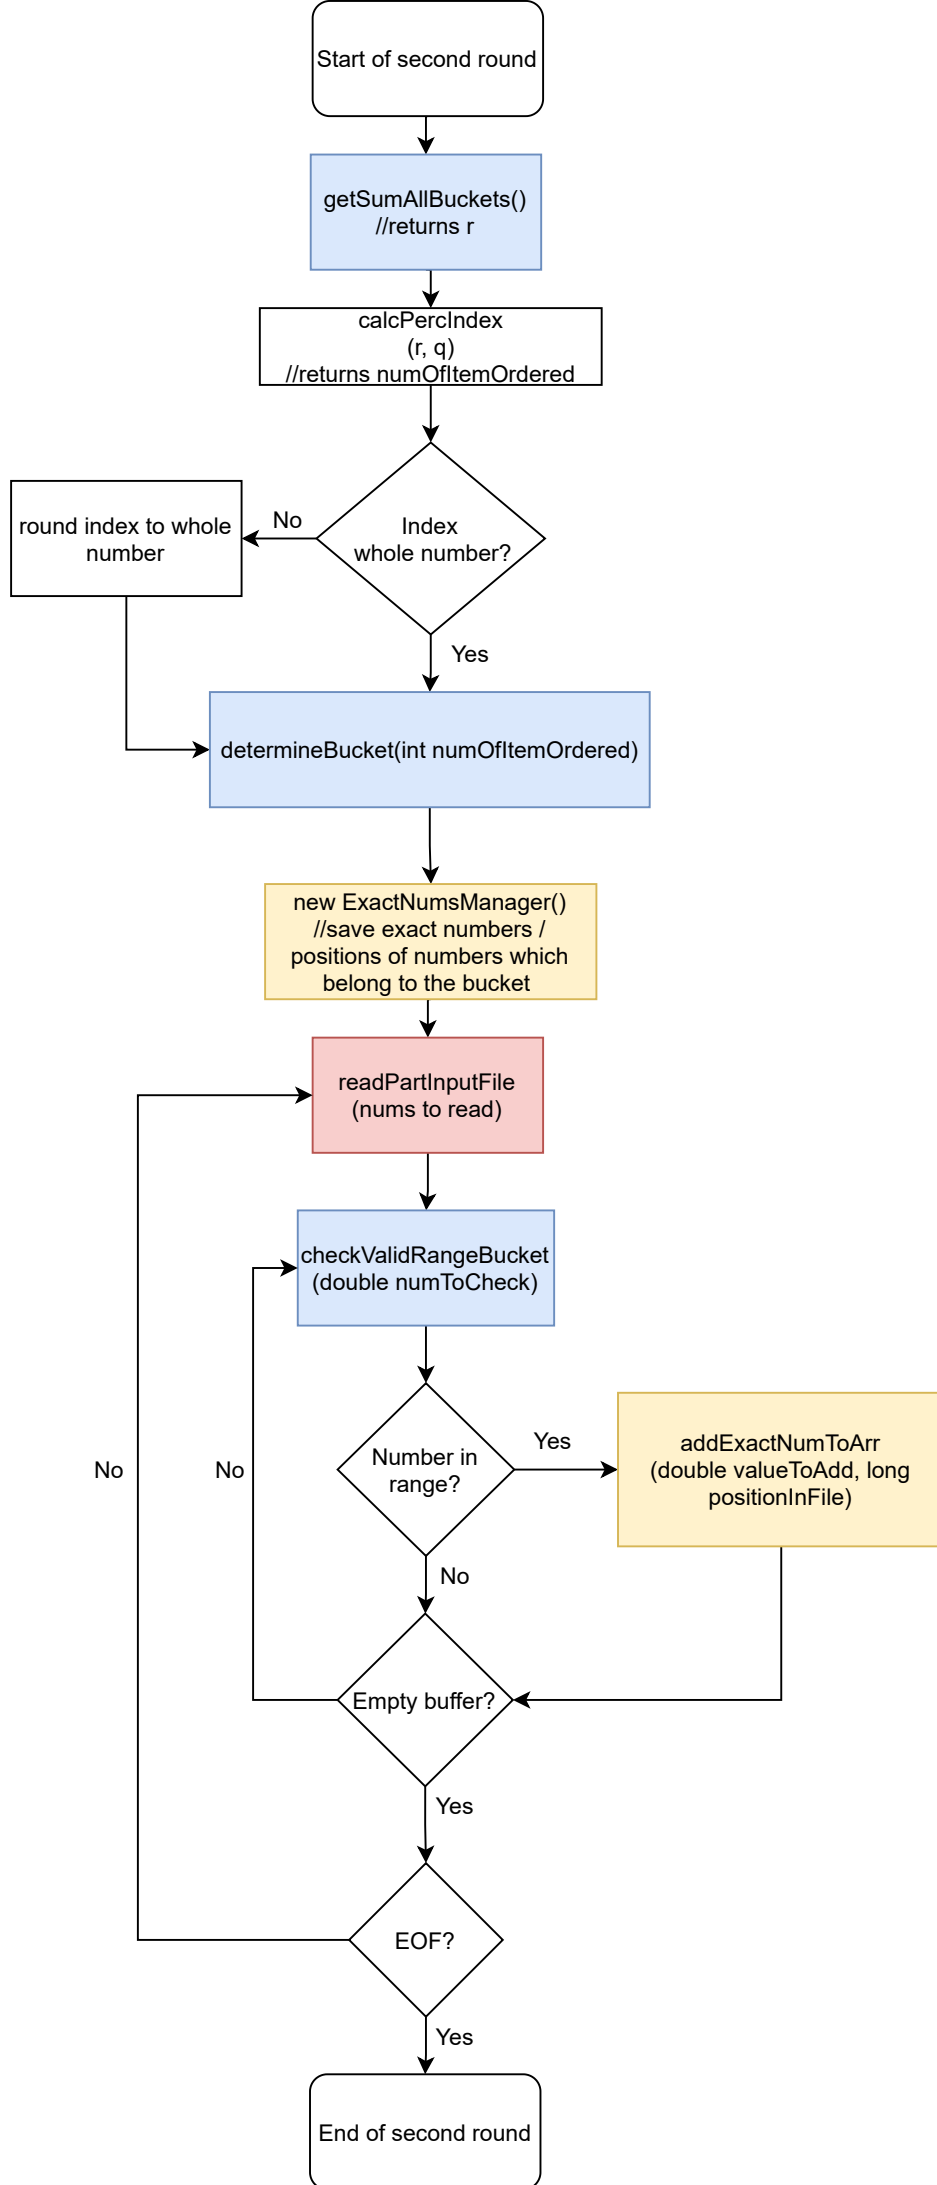 Start of second round
getSumAllBuckets()
//returns r
calcPercIndex
(r, q)
//returns numOfItemOrdered
Index
whole number?
No
round index to whole
number
Yes
determineBucket(int numOfItemOrdered)
new ExactNumsManager()
//save exact numbers /
positions of numbers which
belong to the bucket
readPartInputFile
(nums to read)
checkValidRangeBucket
(double numToCheck)
Number in
range?
Yes
addExactNumToArr
(double valueToAdd, long
positionInFile)
No
No
No
Empty buffer?
Yes
EOF?
Yes
End of second round